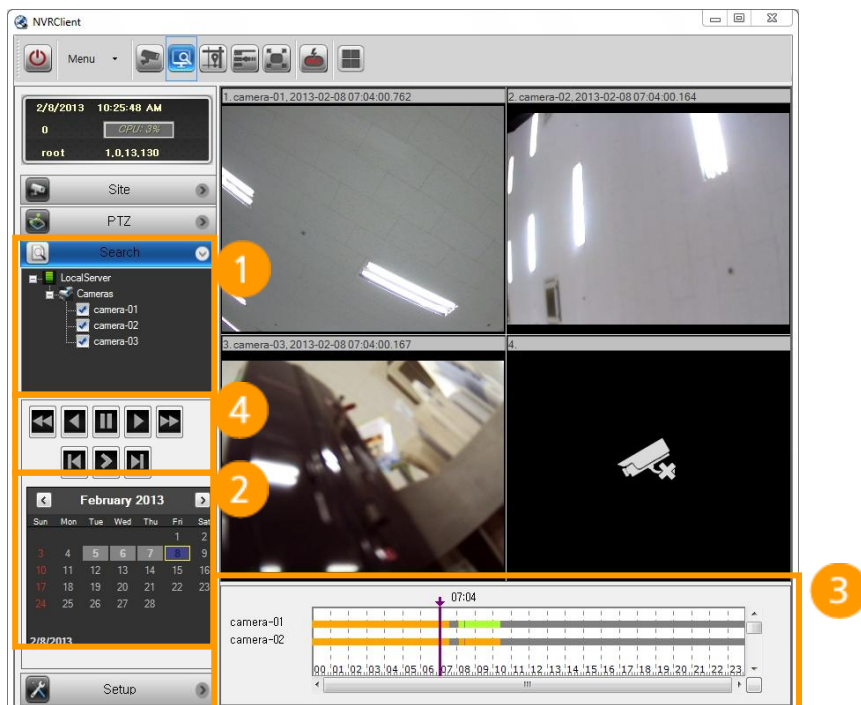 NVRClient
Menu
2/8/2013 10:25:48 AM
0 CPU: 3%
root 1,0,13,130
Site
PTZ
Search
LocalServer
Cameras
camera-01
camera-02
camera-03
1
4
2
February 2013
Sun Mon Tue Wed Thu Fri Sat
1 2
3 4 5 6 7 8 9
10 11 12 13 14 15 16
17 18 19 20 21 22 23
24 25 26 27 28
2/8/2013
Setup
1. camera-01, 2013-02-08 07:04:00.762
2. camera-02, 2013-02-08 07:04:00.164
3. camera-03, 2013-02-08 07:04:00.167
4.
3
07:04
camera-01
camera-02
00 01 02 03 04 05 06 07 08 09 10 11 12 13 14 15 16 17 18 19 20 21 22 23